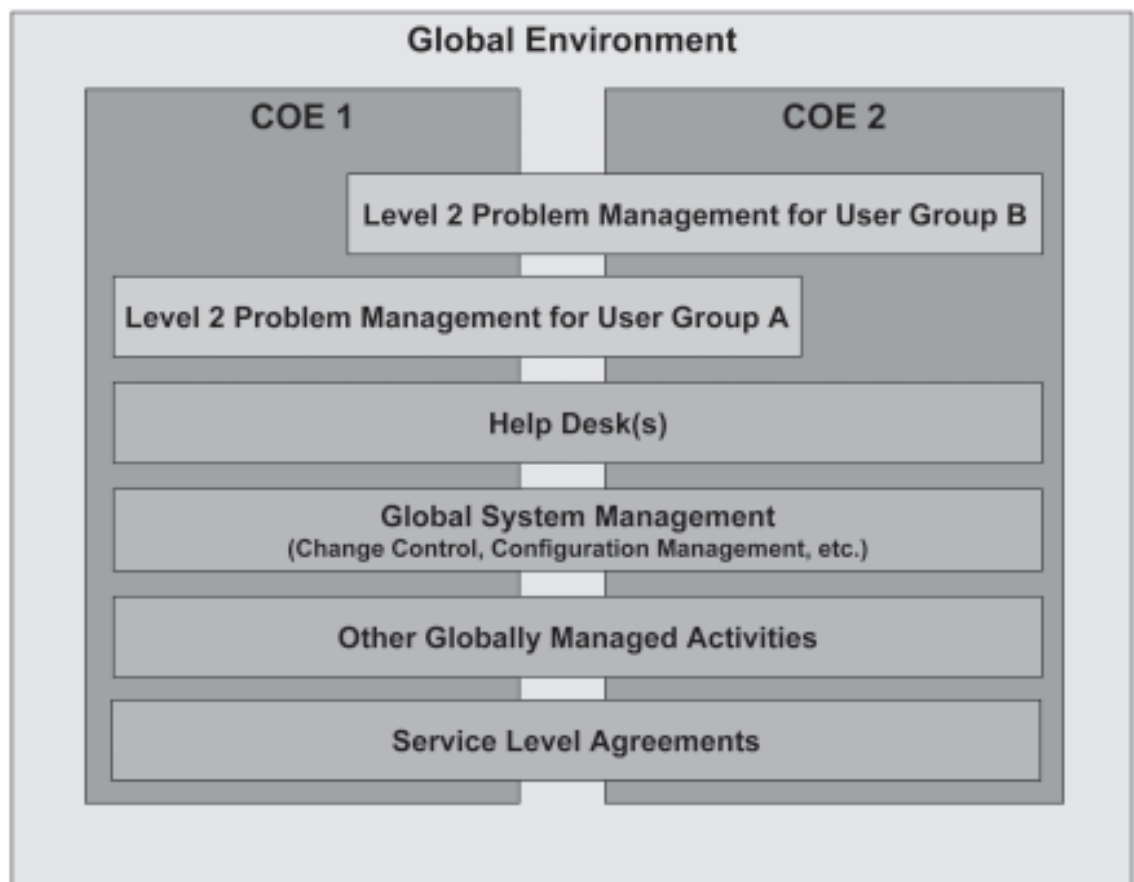 Global Environment
COE 1
COE 2
Level 2 Problem Management for User Group B
Level 2 Problem Management for User Group A
Help Desk(s)
Global System Management
(Change Control, Configuration Management, etc.)
Other Globally Managed Activities
Service Level Agreements